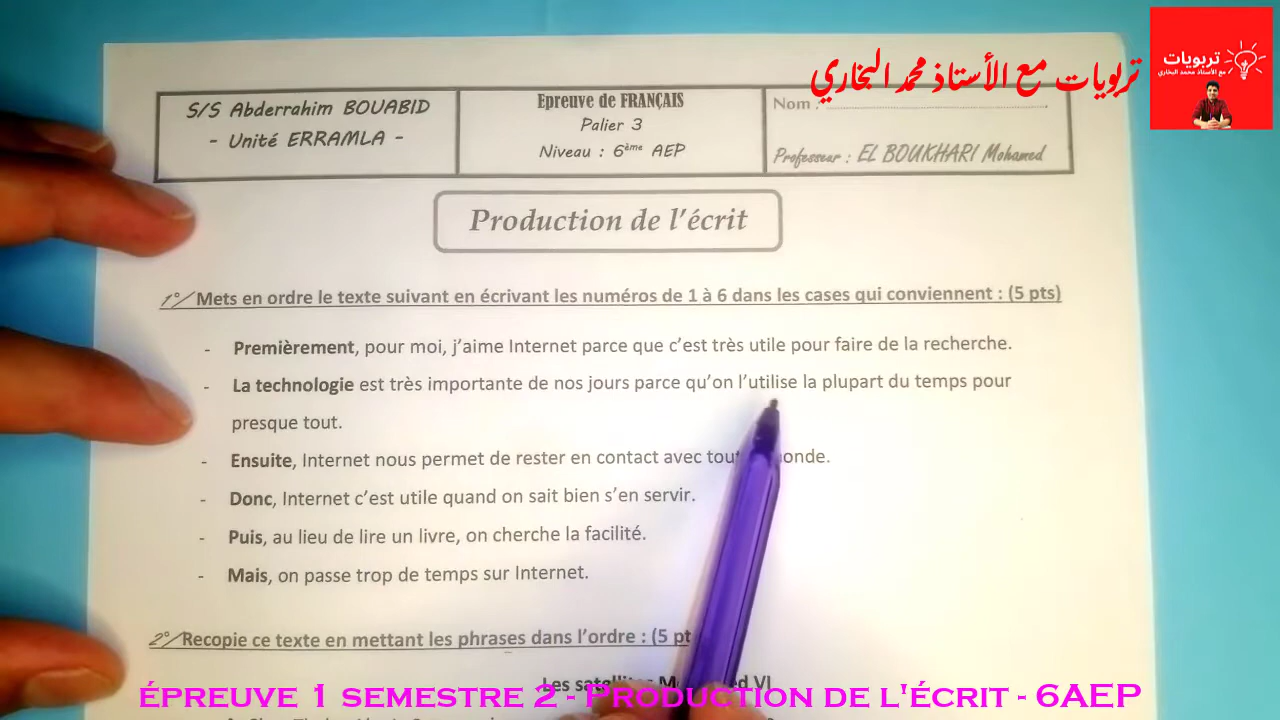 تربويات مع الأستاذ محمد البخاري
تربويات
مع الأستاذ محمد البخاري
S/S Abderrahim BOUABID
- Unité ERRAMLA -
Epreuve de FRANÇAIS
Palier 3
Niveau : 6ème AEP
Nom :
Professeur : EL BOUKHARI Mohamed
Production de l'écrit
1°/ Mets en ordre le texte suivant en écrivant les numéros de 1 à 6 dans les cases qui conviennent : (5 pts)
- Premièrement, pour moi, j'aime Internet parce que c'est très utile pour faire de la recherche.
- La technologie est très importante de nos jours parce qu'on l'utilise la plupart du temps pour
presque tout.
- Ensuite, Internet nous permet de rester en contact avec
- Donc, Internet c'est utile quand on sait bien s'en servir.
- Puis, au lieu de lire un livre, on cherche la facilité.
- Mais, on passe trop de temps sur Internet.
2°/ Recopie ce texte en mettant les phrases dans l'ordre : (5 pt
Les VI
épreuve 1 semestre 2 - Production de l'écrit - 6AEP